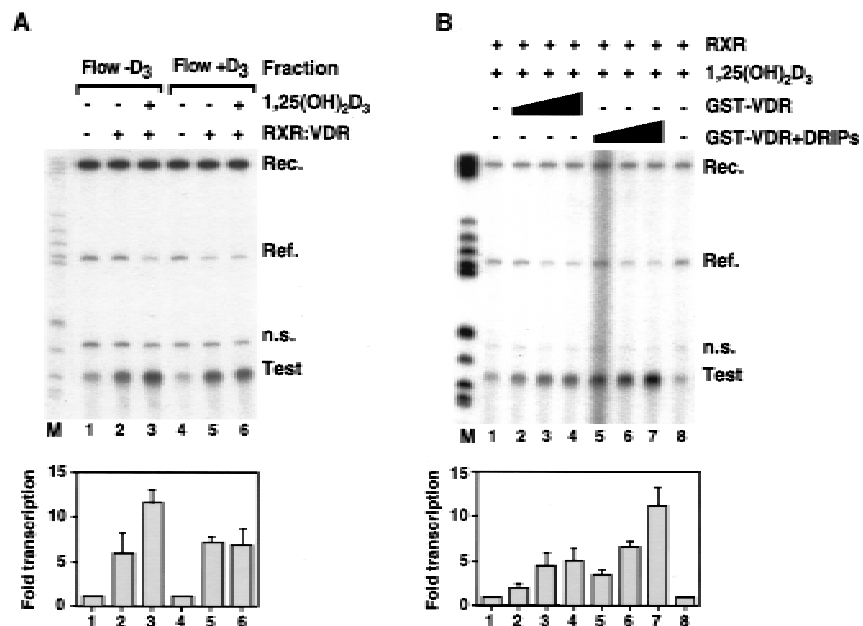 A
Flow -D3 Flow +D3 Fraction
- - + - - + 1,25(OH)2D3
- + + - + + RXR:VDR
Rec.
Ref.
n.s.
Test
M 1 2 3 4 5 6
Fold transcription
15
10
5
0
1 2 3 4 5 6
B
+ + + + + + + + RXR
+ + + + + + + + 1,25(OH)2D3
- - - - - GST-VDR
- - - - - GST-VDR+DRIPs
Rec.
Ref.
n.s.
Test
M 1 2 3 4 5 6 7 8
Fold transcription
15
10
5
0
1 2 3 4 5 6 7 8